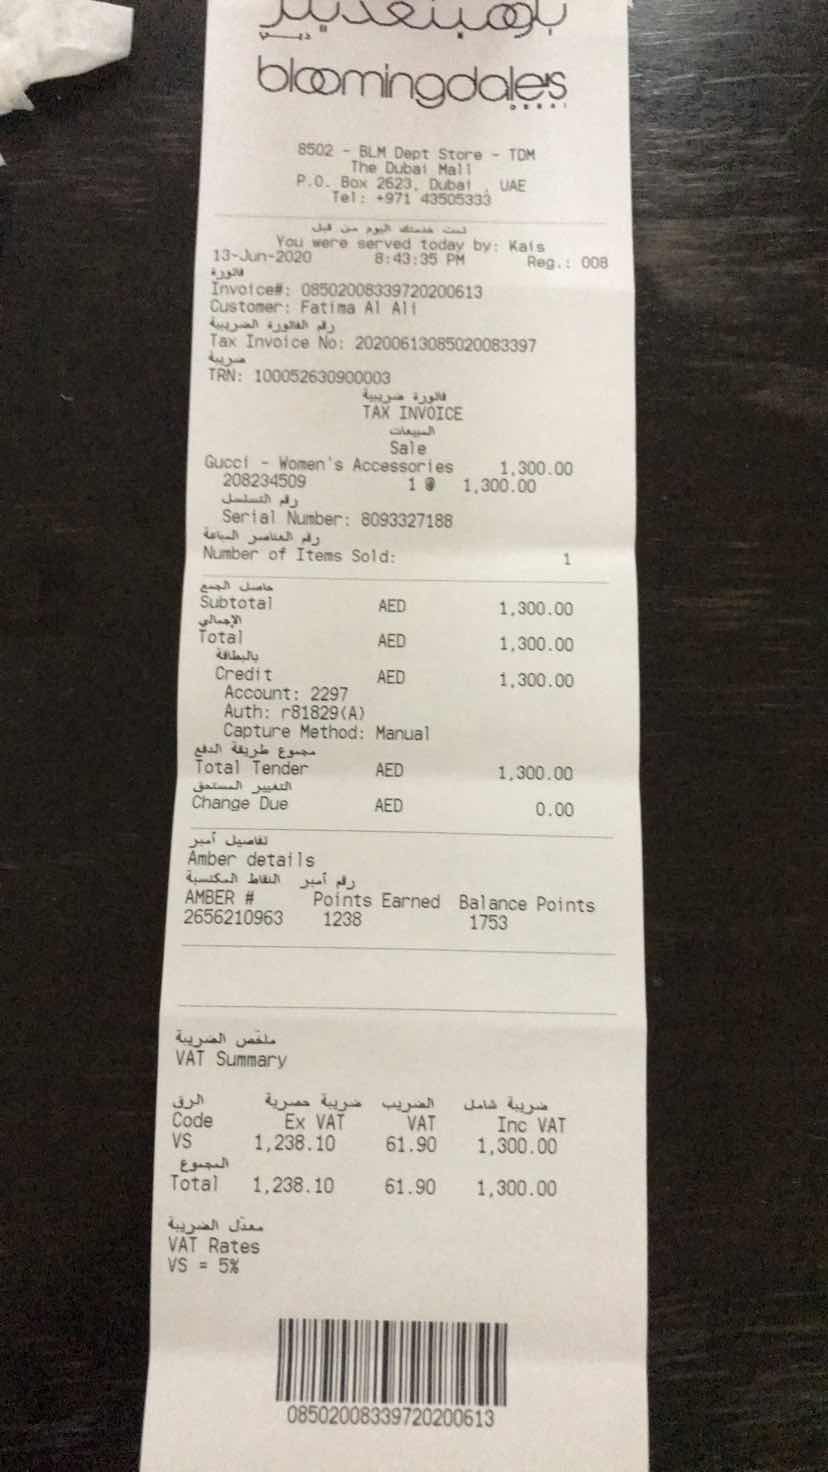 بلومينغديلز
دبي
bloomingdale's
DUBAI
8502 - BLM Dept Store - TDM
The Dubai Mall
P.O. Box 2623, Dubai , UAE
Tel: +971 43505333
تمت خدمتك اليوم من قبل
You were served today by: Kais
13-Jun-2020 8:43:35 PM Reg.: 008
فاتورة
Invoice#: 08502008339720200613
Customer: Fatima Al Ali
رقم الفاتورة الضريبية
Tax Invoice No: 20200613085020083397
ضريبة
TRN: 100052630900003
فاتورة ضريبية
TAX INVOICE
المبيعات
Sale
Gucci - Women's Accessories 1,300.00
208234509 1 @ 1,300.00
رقم التسلسل
Serial Number: 8093327188
رقم العناصر المباعة
Number of Items Sold: 1
حاصل الجمع
Subtotal AED 1,300.00
الإجمالي
Total AED 1,300.00
بالبطاقة
Credit AED 1,300.00
Account: 2297
Auth: r81829(A)
Capture Method: Manual
مجموع طريقة الدفع
Total Tender AED 1,300.00
التغيير المستحق
Change Due AED 0.00
تفاصيل أمبر
Amber details
رقم أمبر النقاط المكتسبة
AMBER # Points Earned Balance Points
2656210963 1238 1753
ملخص الضريبة
VAT Summary
الرق ضريبة حصرية الضريب ضريبة شامل
Code Ex VAT VAT Inc VAT
VS 1,238.10 61.90 1,300.00
المجموع
Total 1,238.10 61.90 1,300.00
معدّل الضريبة
VAT Rates
VS = 5%
08502008339720200613